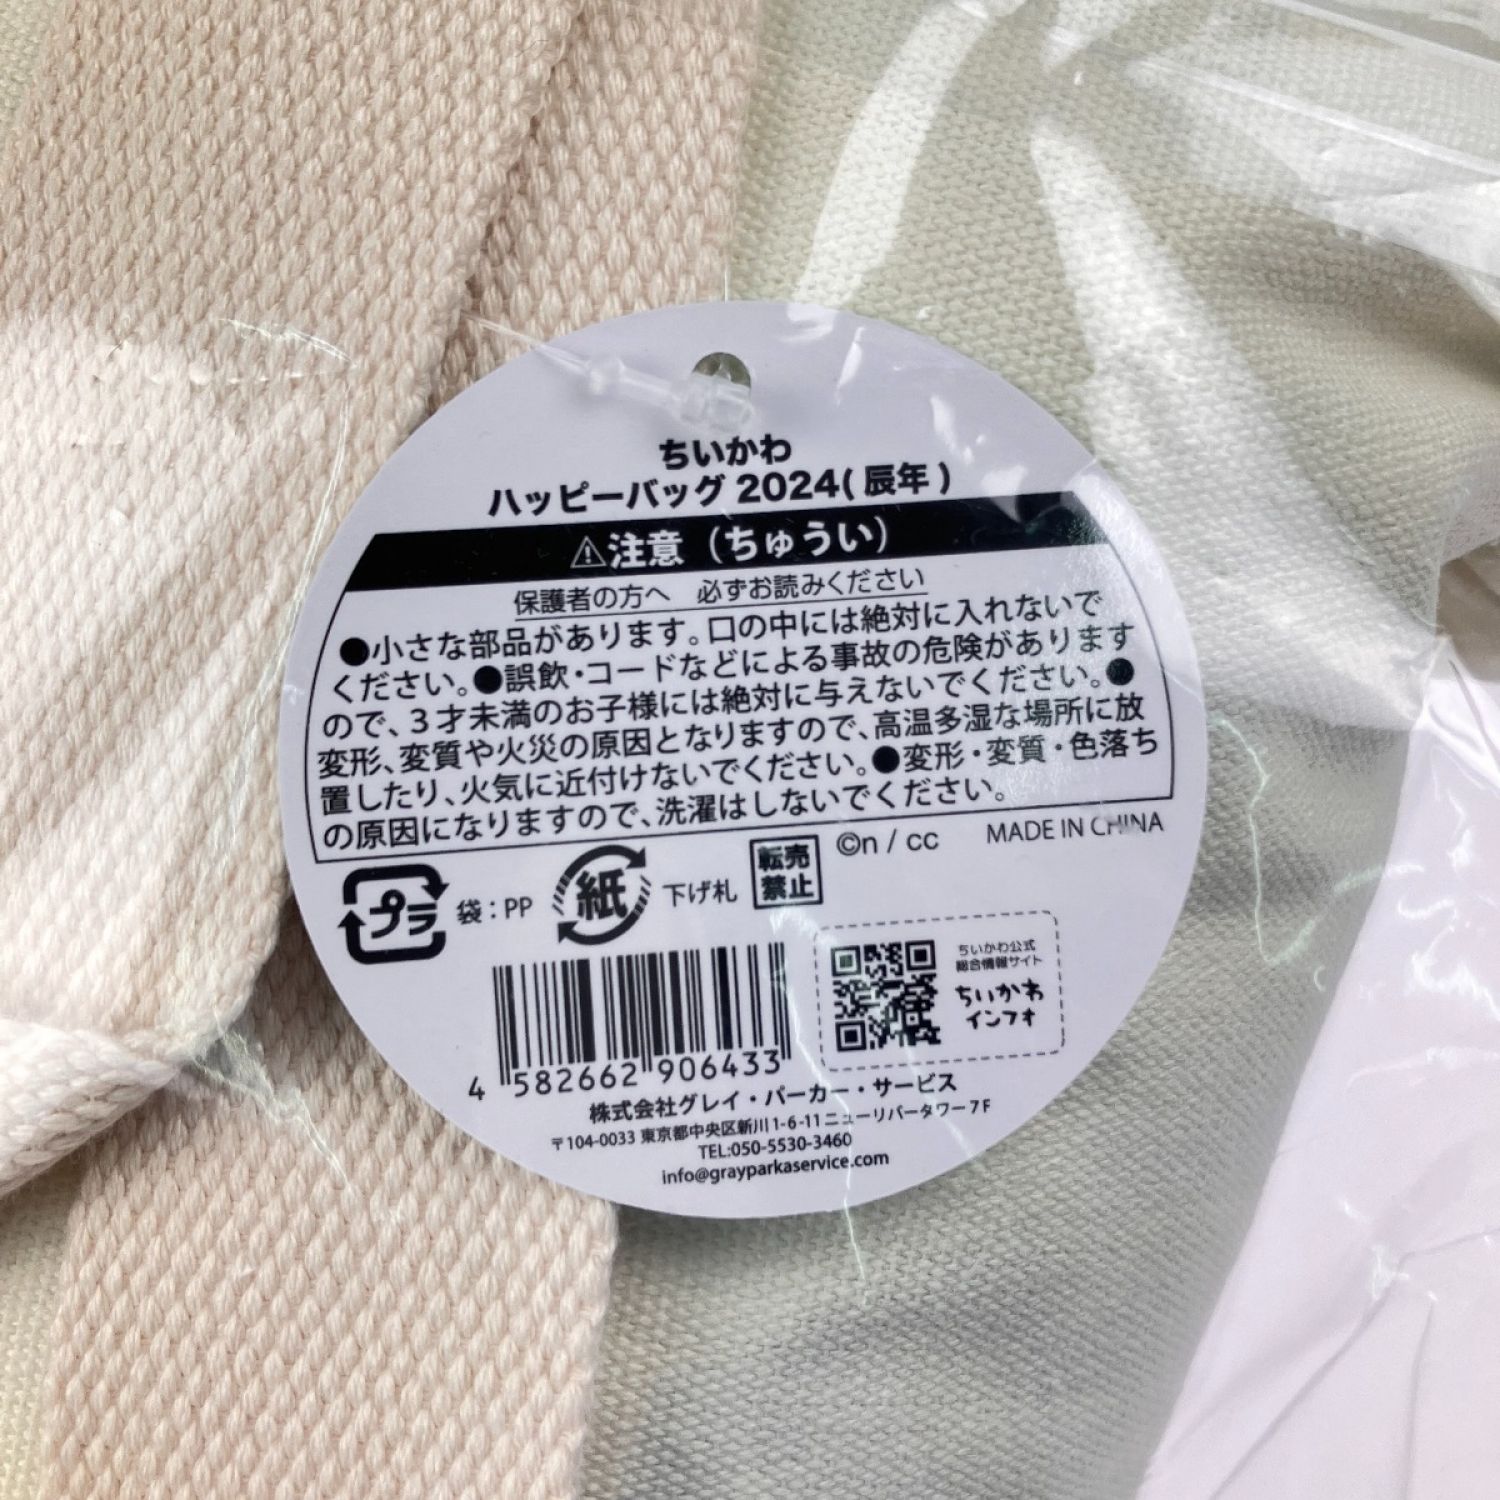 ちいかわ
ハッピーバッグ 2024( 辰年 )
⚠注意（ちゅうい）
保護者の方へ　必ずお読みください
●小さな部品があります。口の中には絶対に入れないで
ください。●誤飲・コードなどによる事故の危険があります
ので、３才未満のお子様には絶対に与えないでください。●
変形、変質や火災の原因となりますので、高温多湿な場所に放
置したり、火気に近付けないでください。●変形・変質・色落ち
の原因になりますので、洗濯はしないでください。
©n / cc MADE IN CHINA
プラ 袋：PP 紙 下げ札 転売
禁止
ちいかわ公式
総合情報サイト
ちいかわ
インフォ
4 582662 906433
株式会社グレイ・パーカー・サービス
〒104-0033 東京都中央区新川1-6-11ニューリバータワー７F
TEL:050-5530-3460
info@grayparkaservice.com